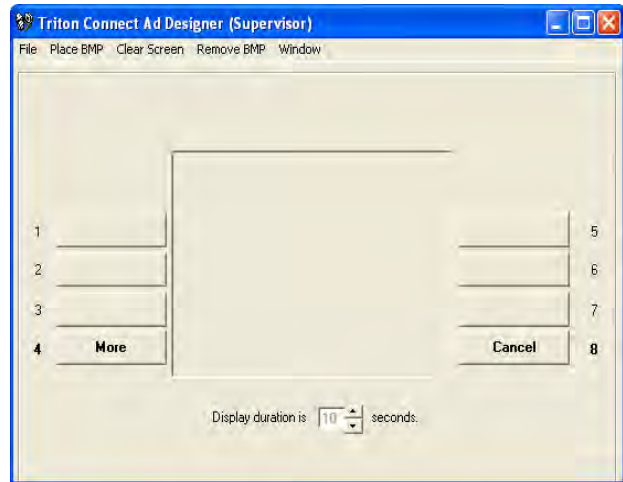 Triton Connect Ad Designer (Supervisor)
File Place BMP Clear Screen Remove BMP Window
1 5
2 6
3 7
4 More Cancel 8
Display duration is 10 seconds.